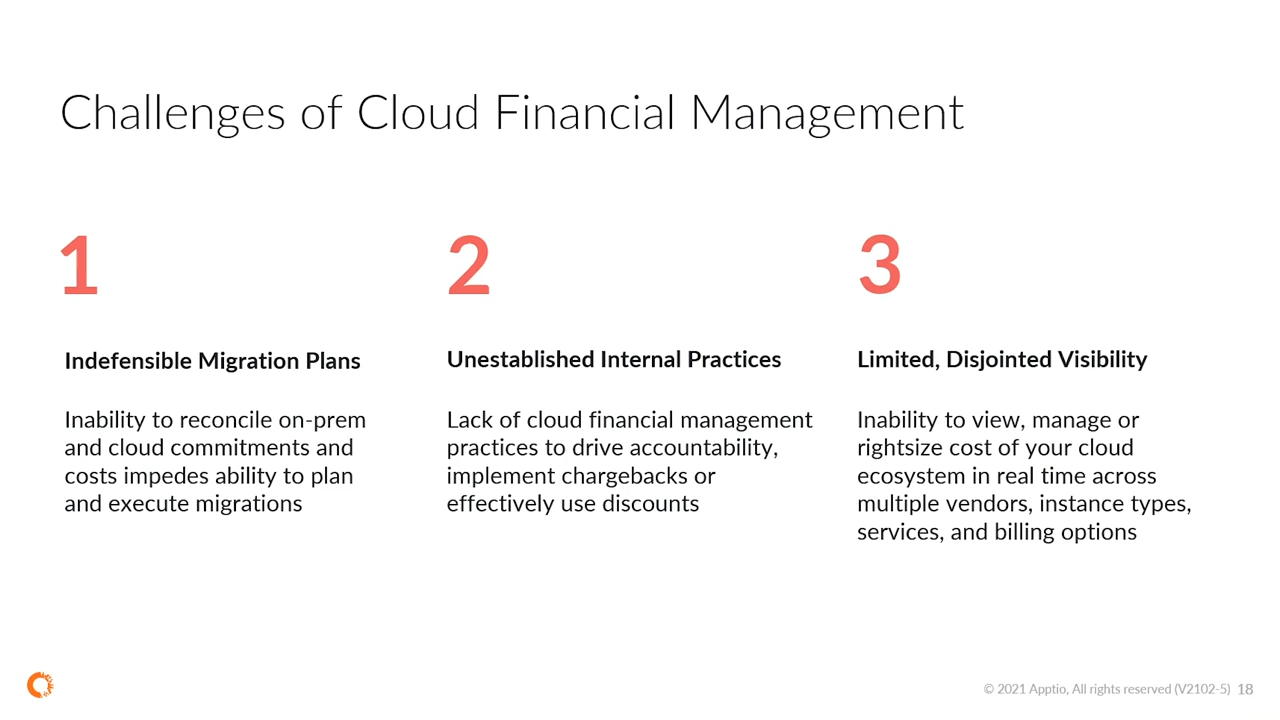 Challenges of Cloud Financial Management
1
Indefensible Migration Plans
Inability to reconcile on-prem
and cloud commitments and
costs impedes ability to plan
and execute migrations
2
Unestablished Internal Practices
Lack of cloud financial management
practices to drive accountability,
implement chargebacks or
effectively use discounts
3
Limited, Disjointed Visibility
Inability to view, manage or
rightsize cost of your cloud
ecosystem in real time across
multiple vendors, instance types,
services, and billing options
© 2021 Apptio, All rights reserved (V2102-5) 18